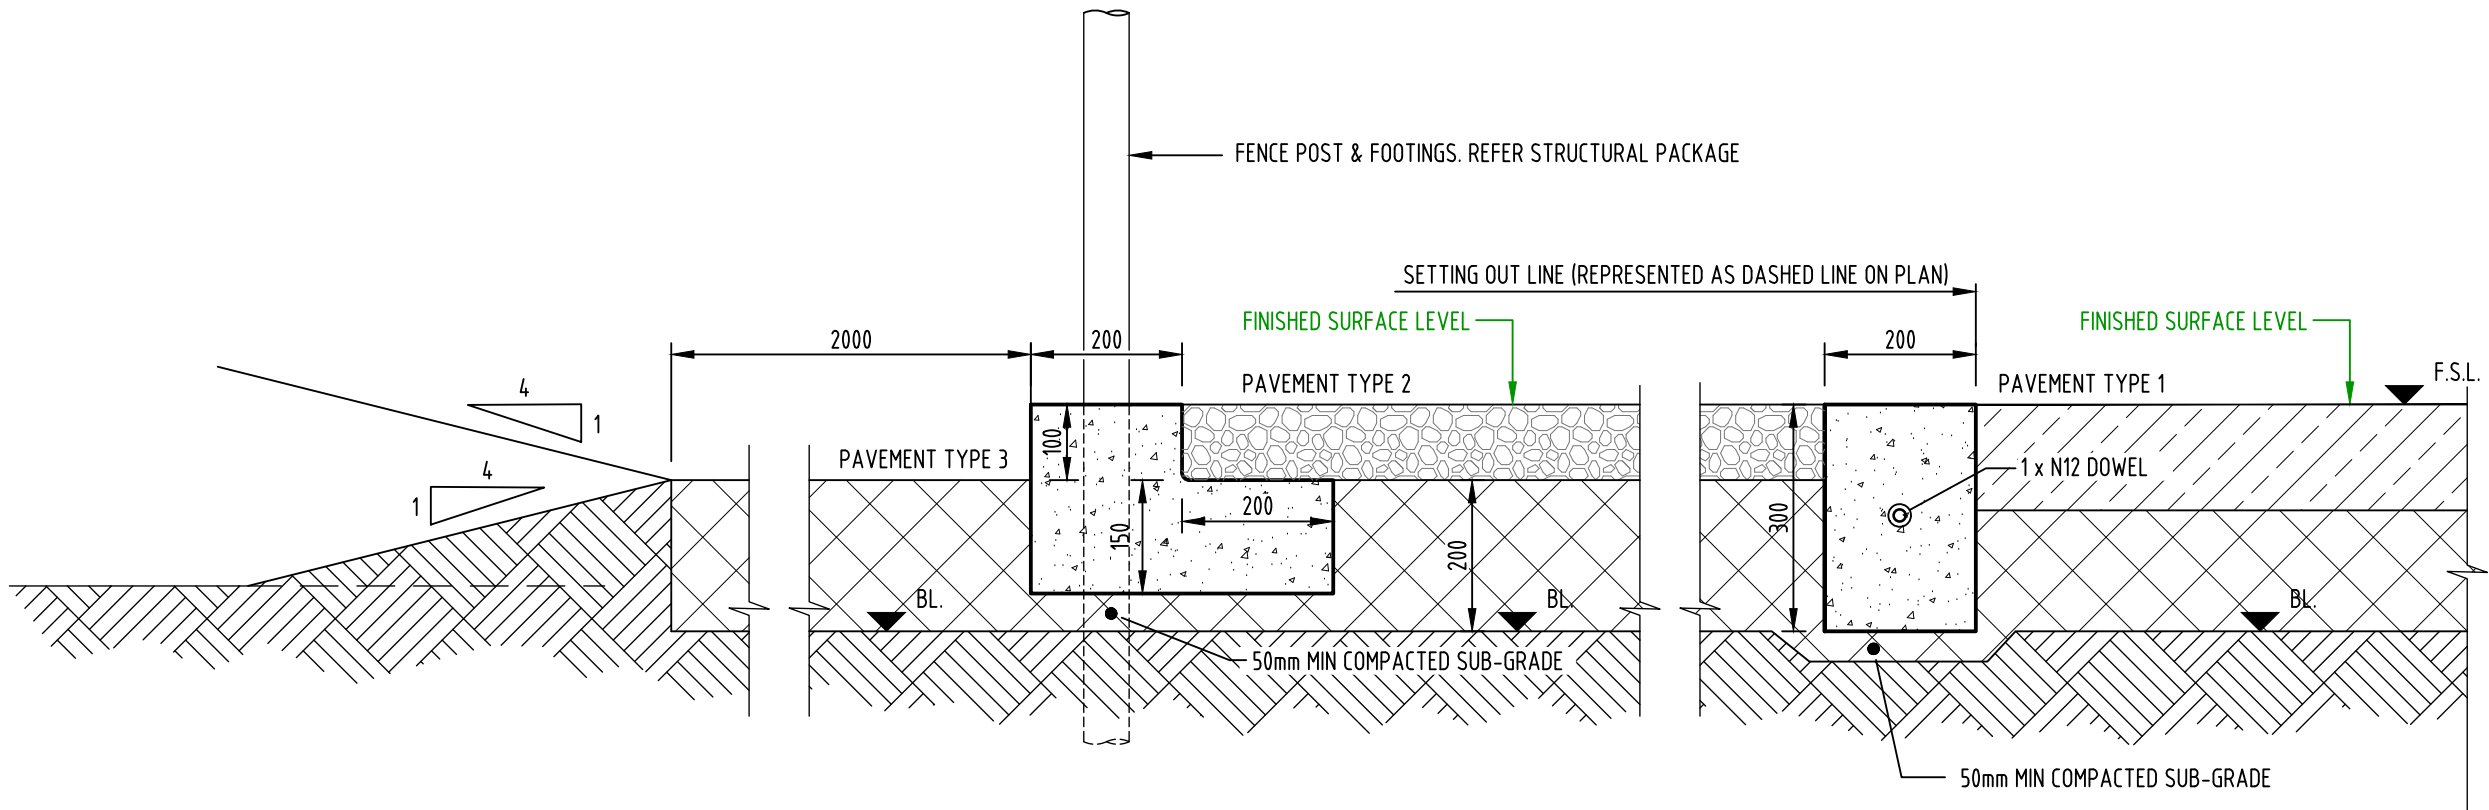 FENCE POST & FOOTINGS. REFER STRUCTURAL PACKAGE
SETTING OUT LINE (REPRESENTED AS DASHED LINE ON PLAN)
FINISHED SURFACE LEVEL
FINISHED SURFACE LEVEL
2000
200
200
PAVEMENT TYPE 2
PAVEMENT TYPE 1
F.S.L.
4
1
100
PAVEMENT TYPE 3
4
1
1 x N12 DOWEL
200
150
300
200
BL.
BL.
BL.
50mm MIN COMPACTED SUB-GRADE
50mm MIN COMPACTED SUB-GRADE